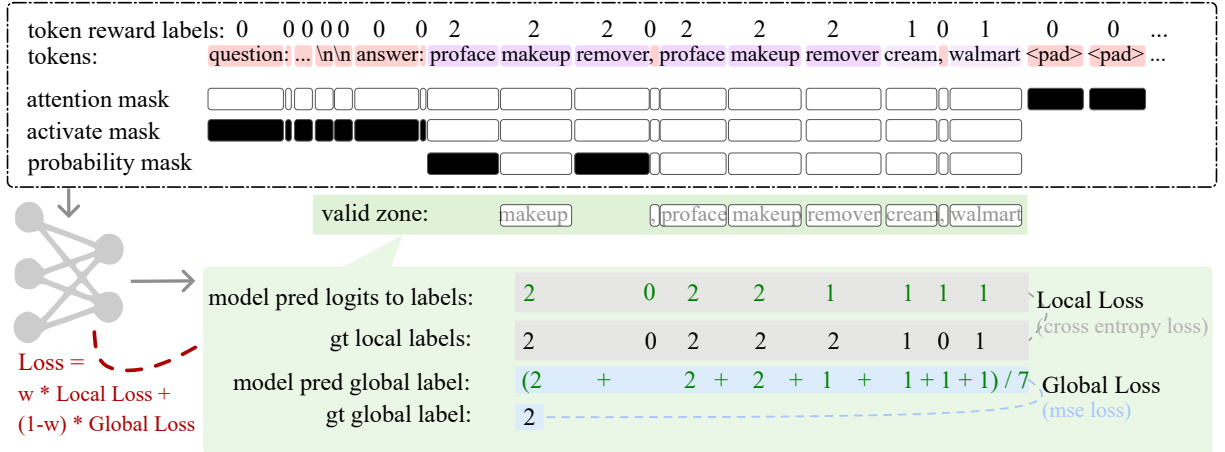 token reward labels: 0 0 0 0 0 0 0 2 2 2 0 2 2 2 1 0 1 0 0 ...
tokens: question: ... \n\n answer: proface makeup remover, proface makeup remover cream, walmart <pad> <pad> ...
attention mask
activate mask
probability mask
valid zone: makeup , proface makeup remover cream, walmart
model pred logits to labels: 2 0 2 2 1 1 1 1
Local Loss
(cross entropy loss)
gt local labels: 2 0 2 2 2 1 0 1
model pred global label: (2 + 2 + 2 + 1 + 1 + 1 + 1) / 7
Global Loss
(mse loss)
gt global label: 2
Loss =
w * Local Loss +
(1-w) * Global Loss